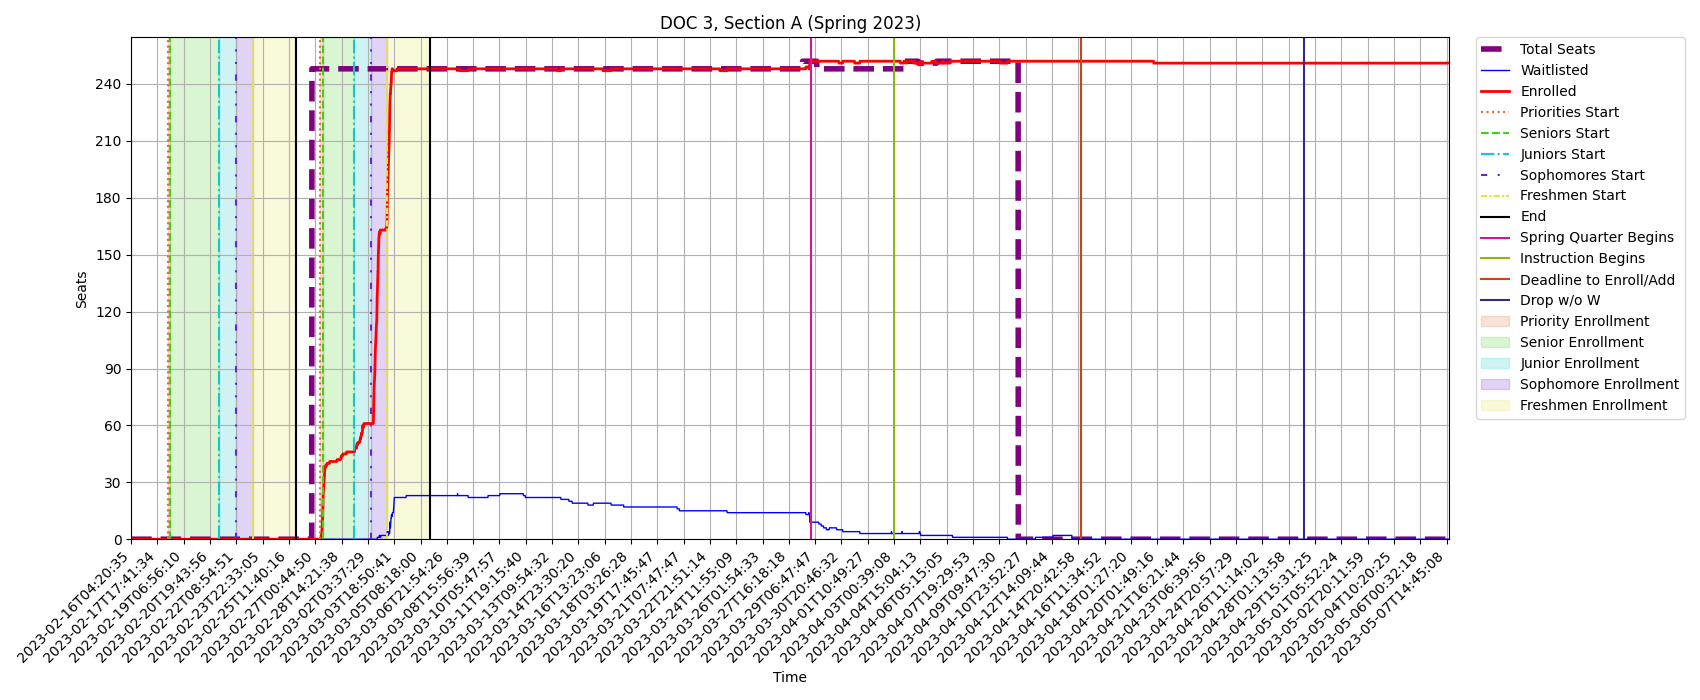 DOC 3, Section A (Spring 2023)
Seats
240
210
180
150
120
90
60
30
0
2023-02-16T04:20:35
2023-02-17T17:41:34
2023-02-19T06:56:10
2023-02-20T19:43:56
2023-02-22T08:54:51
2023-02-23T22:33:05
2023-02-25T11:40:16
2023-02-27T00:44:50
2023-02-28T14:21:38
2023-03-02T03:37:29
2023-03-03T18:50:41
2023-03-05T08:18:00
2023-03-06T21:54:26
2023-03-08T15:56:39
2023-03-10T05:47:57
2023-03-11T19:15:40
2023-03-13T09:54:32
2023-03-14T23:30:20
2023-03-16T13:23:06
2023-03-18T03:26:28
2023-03-19T17:45:47
2023-03-21T07:47:47
2023-03-22T21:51:14
2023-03-24T11:55:09
2023-03-26T01:54:33
2023-03-27T16:18:18
2023-03-29T06:47:47
2023-03-30T20:46:32
2023-04-01T10:49:27
2023-04-03T00:39:08
2023-04-04T15:04:13
2023-04-06T05:15:05
2023-04-07T19:29:53
2023-04-09T09:47:30
2023-04-10T23:52:27
2023-04-12T14:09:44
2023-04-14T20:42:58
2023-04-16T11:34:52
2023-04-18T01:27:20
2023-04-20T01:49:16
2023-04-21T16:21:44
2023-04-23T06:39:56
2023-04-24T20:57:29
2023-04-26T11:14:02
2023-04-28T01:13:58
2023-04-29T15:31:25
2023-05-01T05:52:24
2023-05-02T20:11:59
2023-05-04T10:20:25
2023-05-06T00:32:18
2023-05-07T14:45:08
Time
Total Seats
Waitlisted
Enrolled
Priorities Start
Seniors Start
Juniors Start
Sophomores Start
Freshmen Start
End
Spring Quarter Begins
Instruction Begins
Deadline to Enroll/Add
Drop w/o W
Priority Enrollment
Senior Enrollment
Junior Enrollment
Sophomore Enrollment
Freshmen Enrollment